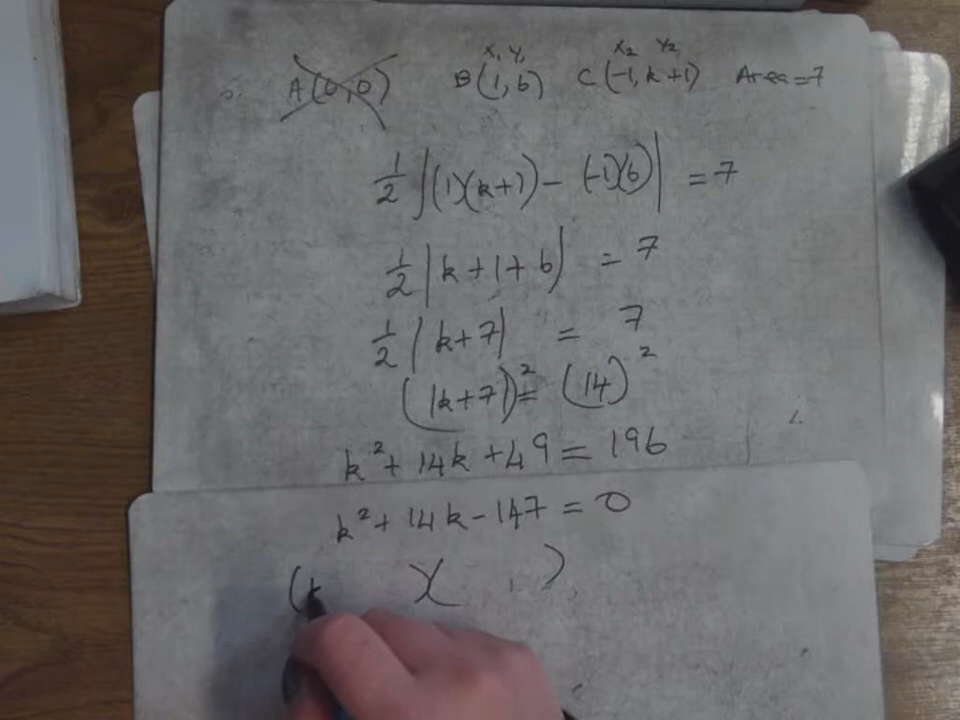 x₁ y₁ x₂ y₂
A(0,0) B(1,6) C(-1,k+1) Area=7
1/2 |(1)(k+1) - (-1)(6)| = 7
1/2 |k+1+6| = 7
1/2 |k+7| = 7
(|k+7|)² = (14)²
k² + 14k + 49 = 196
k² + 14k - 147 = 0
(k )( )